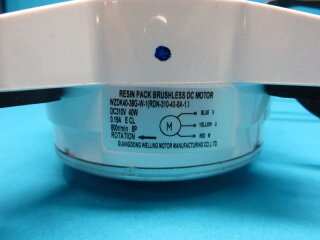 RESIN PACK BRUSHLESS DC MOTOR
WZDK40-38G-W-1(RDN-310-40-8A-1)
DC310V 40W
0.18A E CL
800r/min 8P
ROTATION
M
BLUE U
YELLOW V
RED W
GUANGDONG WELLING MOTOR MANUFACTURING CO.,LTD